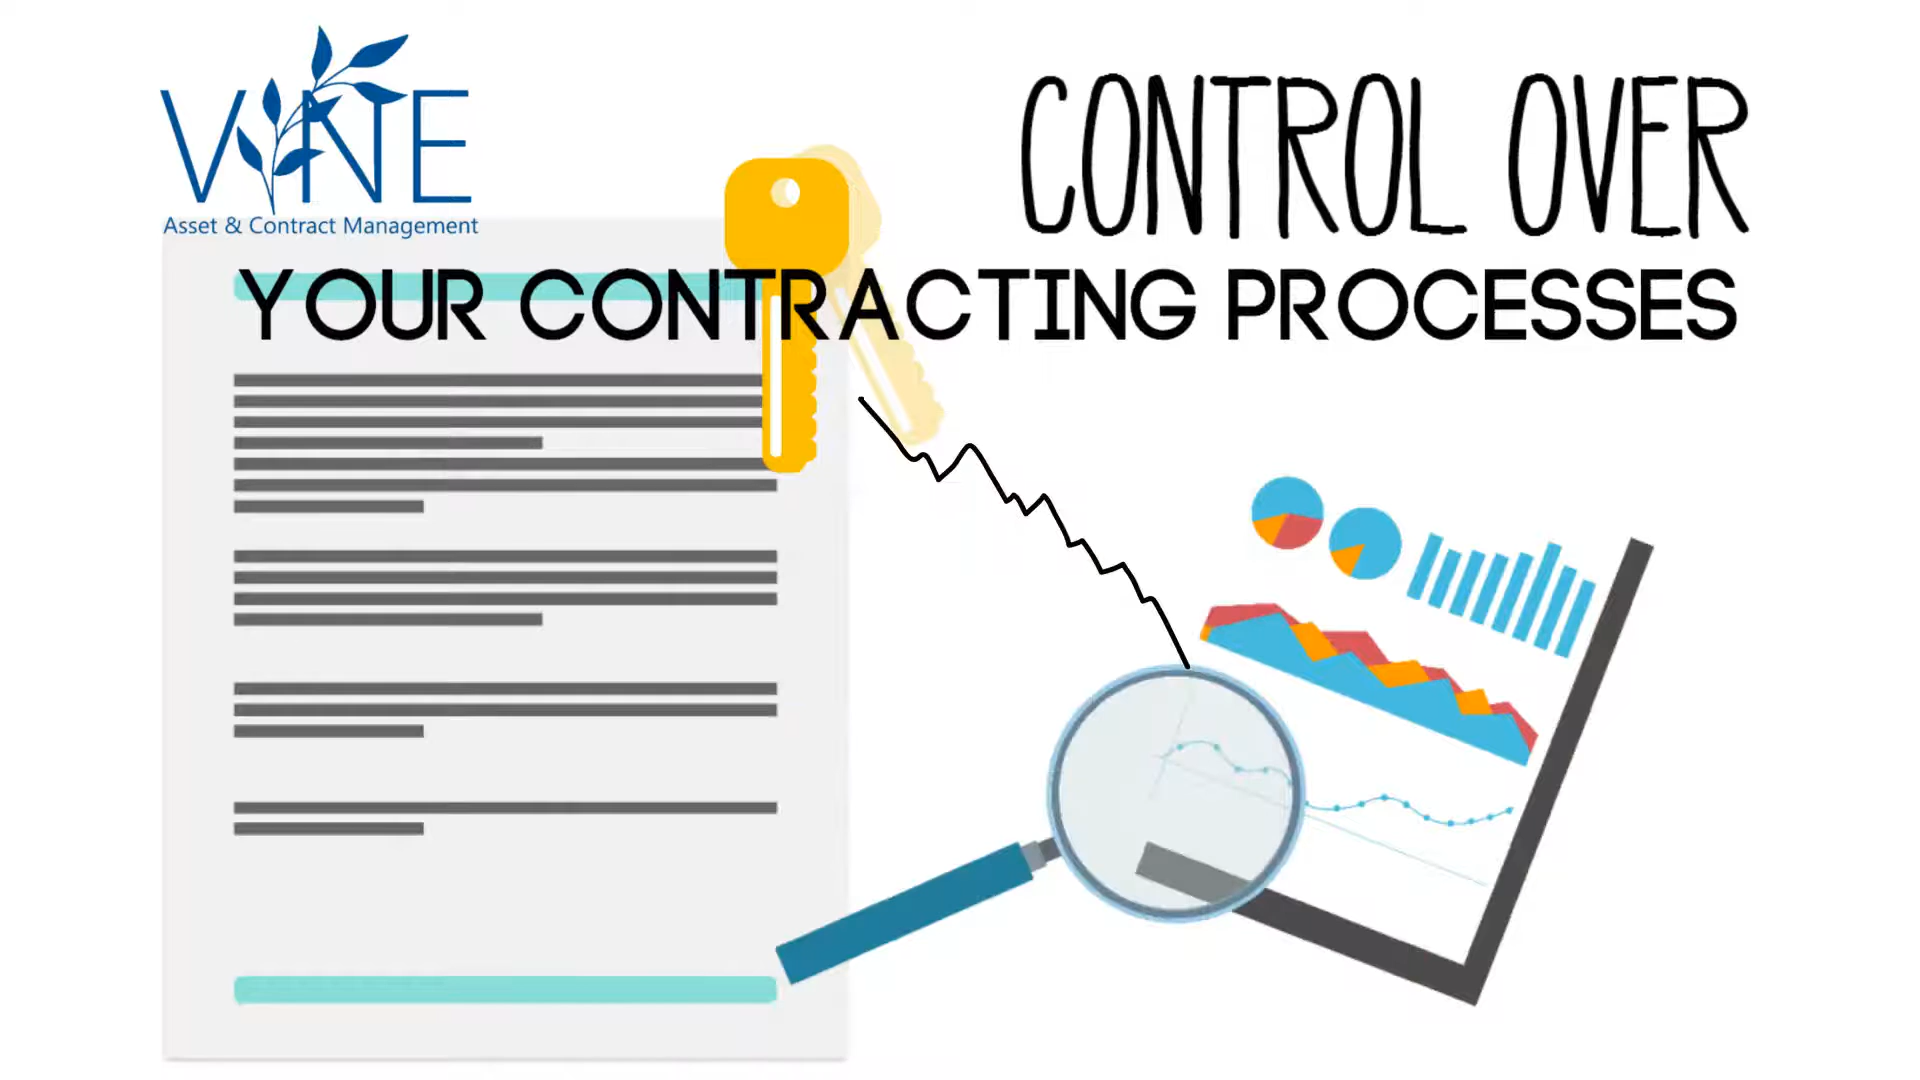 VINE
Asset & Contract Management
CONTROL OVER
YOUR CONTRACTING PROCESSES